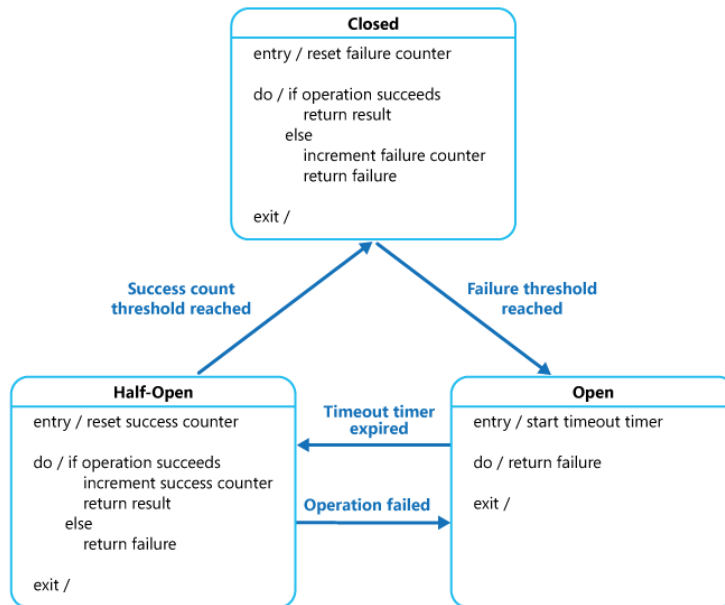 Closed
entry / reset failure counter
do / if operation succeeds
return result
else
increment failure counter
return failure
exit /
Success count
threshold reached
Failure threshold
reached
Half-Open
entry / reset success counter
do / if operation succeeds
increment success counter
return result
else
return failure
exit /
Timeout timer
expired
Operation failed
Open
entry / start timeout timer
do / return failure
exit /